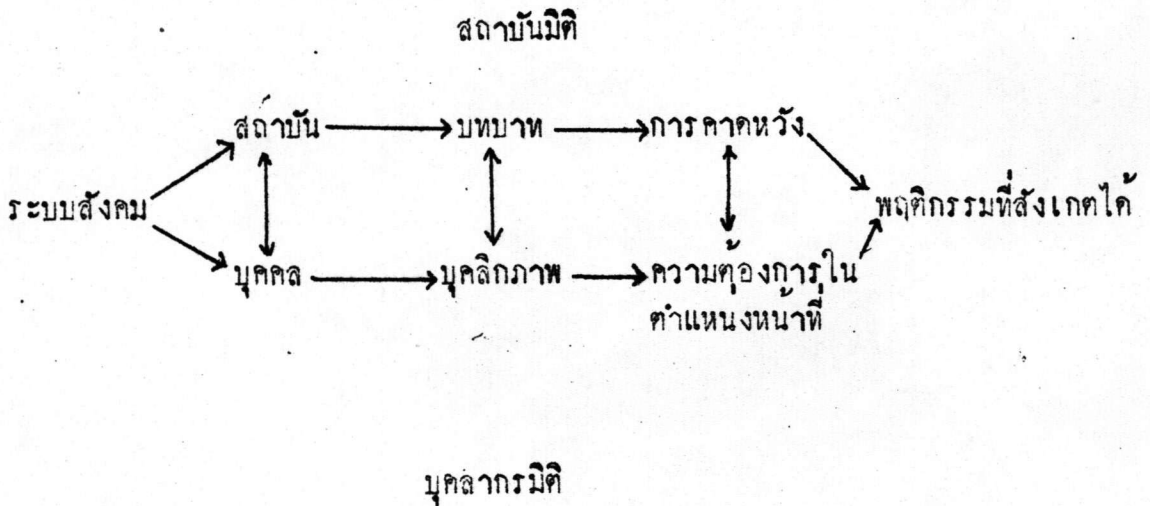 สถาบันมิติ
สถาบัน บทบาท การคาดหวัง
ระบบสังคม พฤติกรรมที่สังเกตได้
บุคคล บุคลิกภาพ ความต้องการใน
ตำแหน่งหน้าที่
บุคลากรมิติ